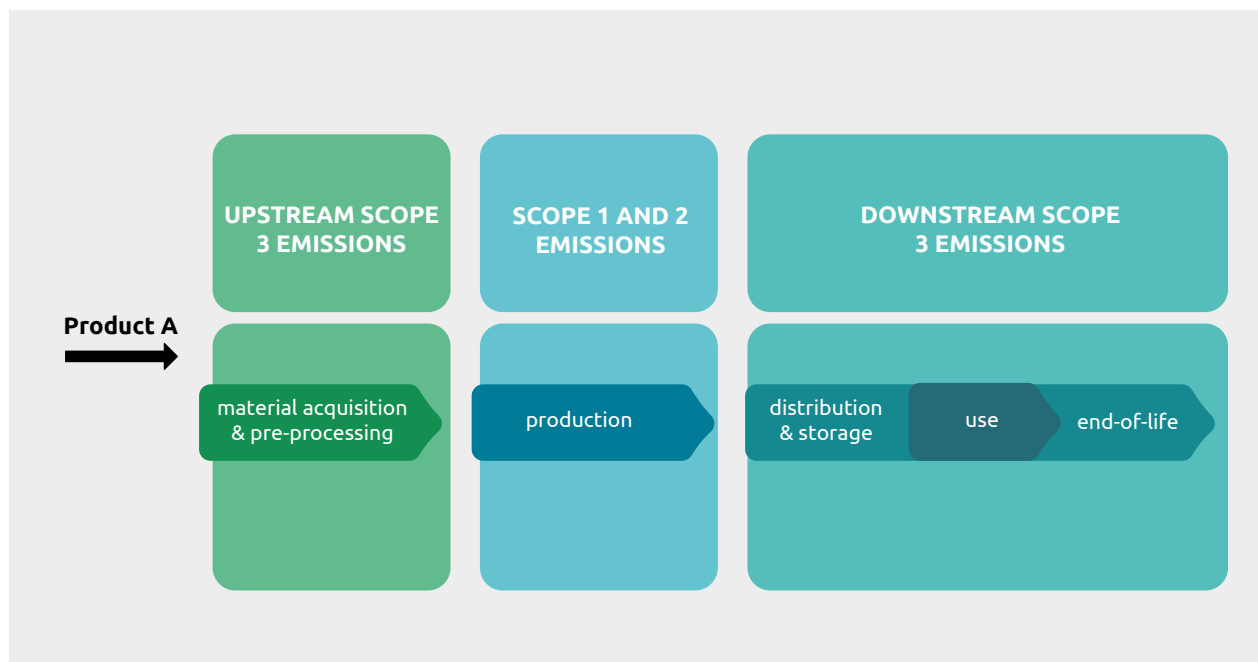 UPSTREAM SCOPE
3 EMISSIONS
SCOPE 1 AND 2
EMISSIONS
DOWNSTREAM SCOPE
3 EMISSIONS
Product A
material acquisition
& pre-processing
production
distribution
& storage
use
end-of-life